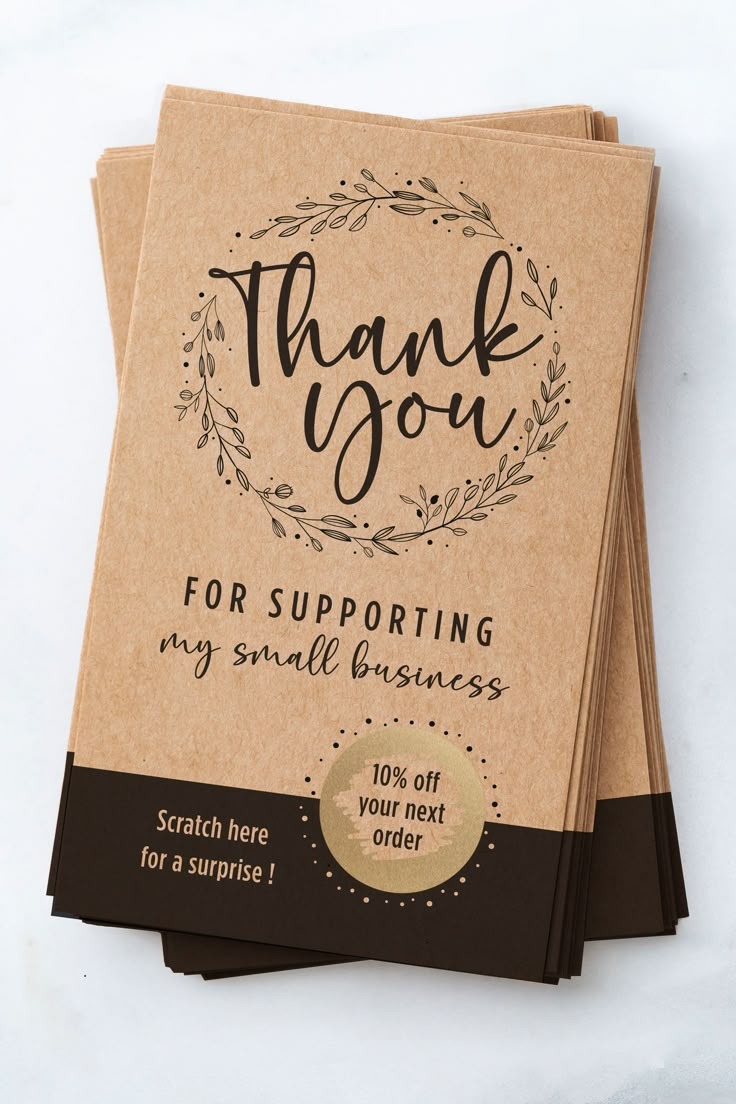 Thank
You
FOR SUPPORTING
my small business
Scratch here
for a surprise !
10% off
your next
order